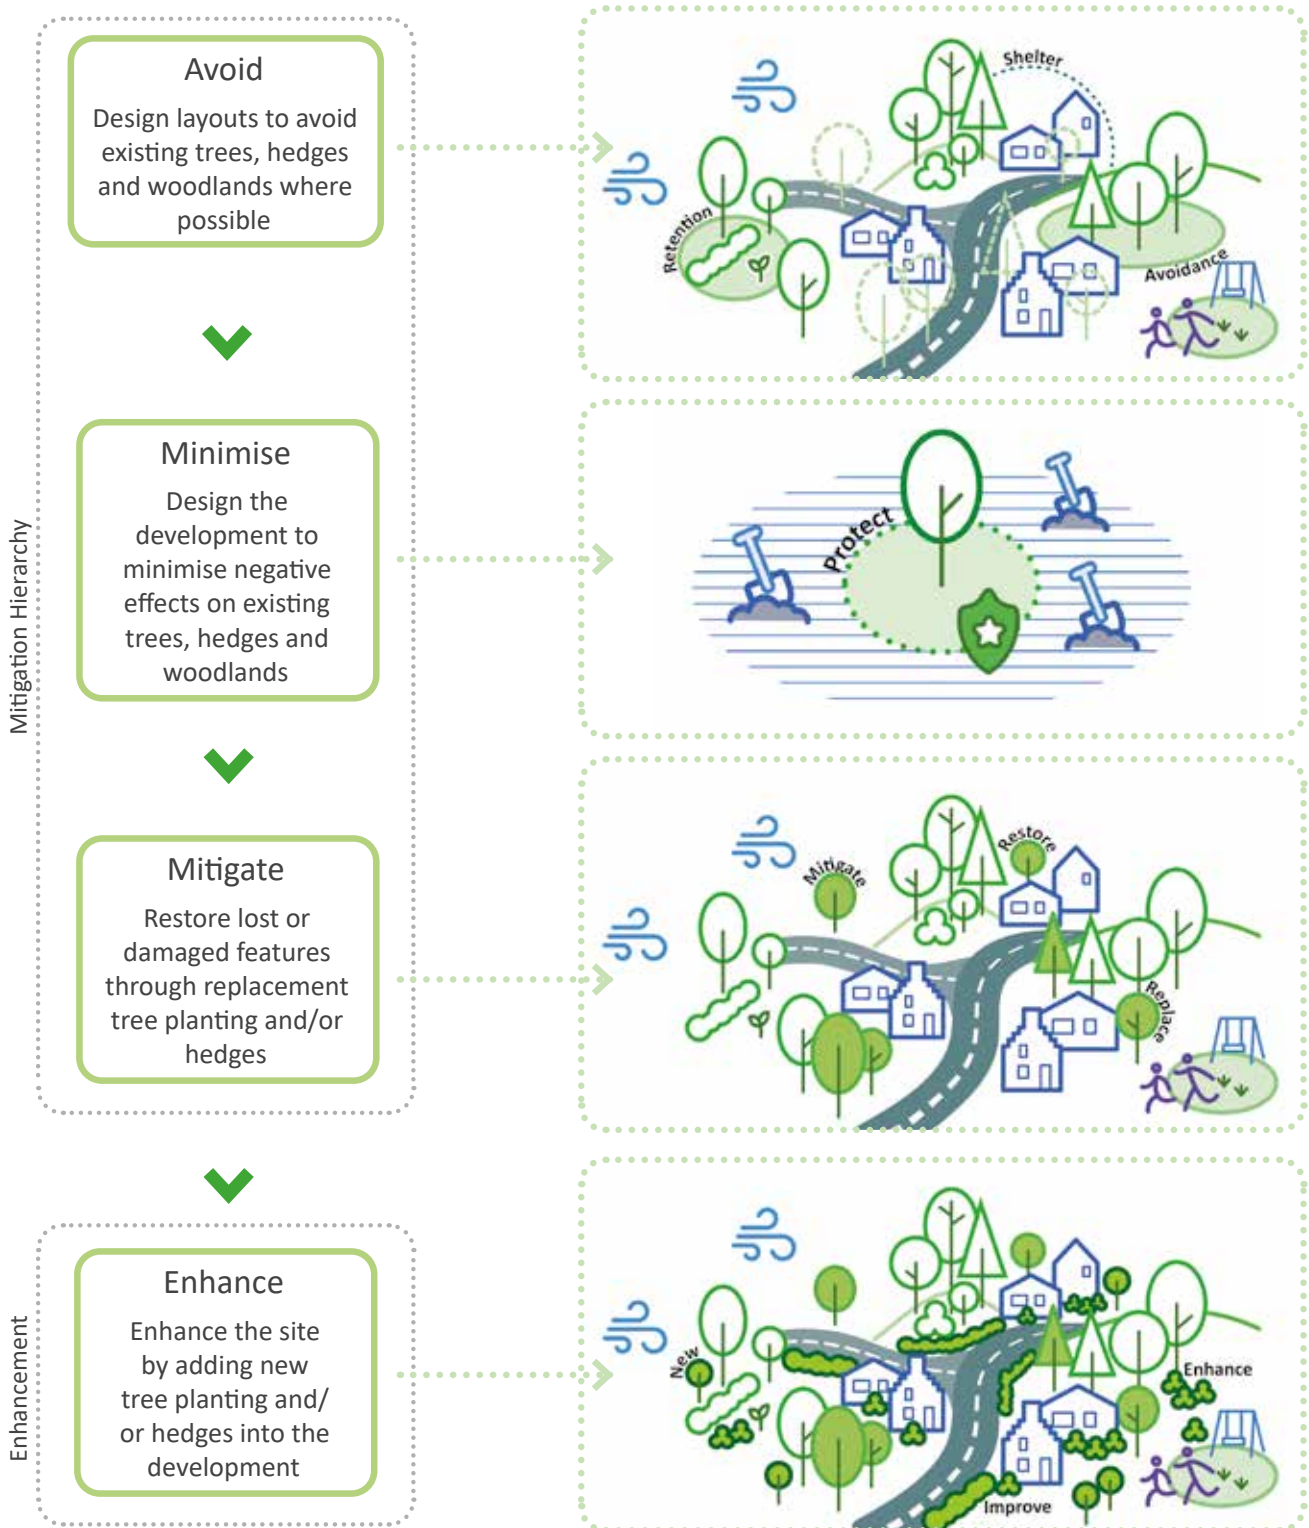 Mitigation Hierarchy
Avoid
Design layouts to avoid
existing trees, hedges
and woodlands where
possible
Shelter
Retention
Avoidance
Minimise
Design the
development to
minimise negative
effects on existing
trees, hedges and
woodlands
Protect
Mitigate
Restore lost or
damaged features
through replacement
tree planting and/or
hedges
Mitigate
Restore
Replace
Enhancement
Enhance
Enhance the site
by adding new
tree planting and/
or hedges into the
development
New
Enhance
Improve